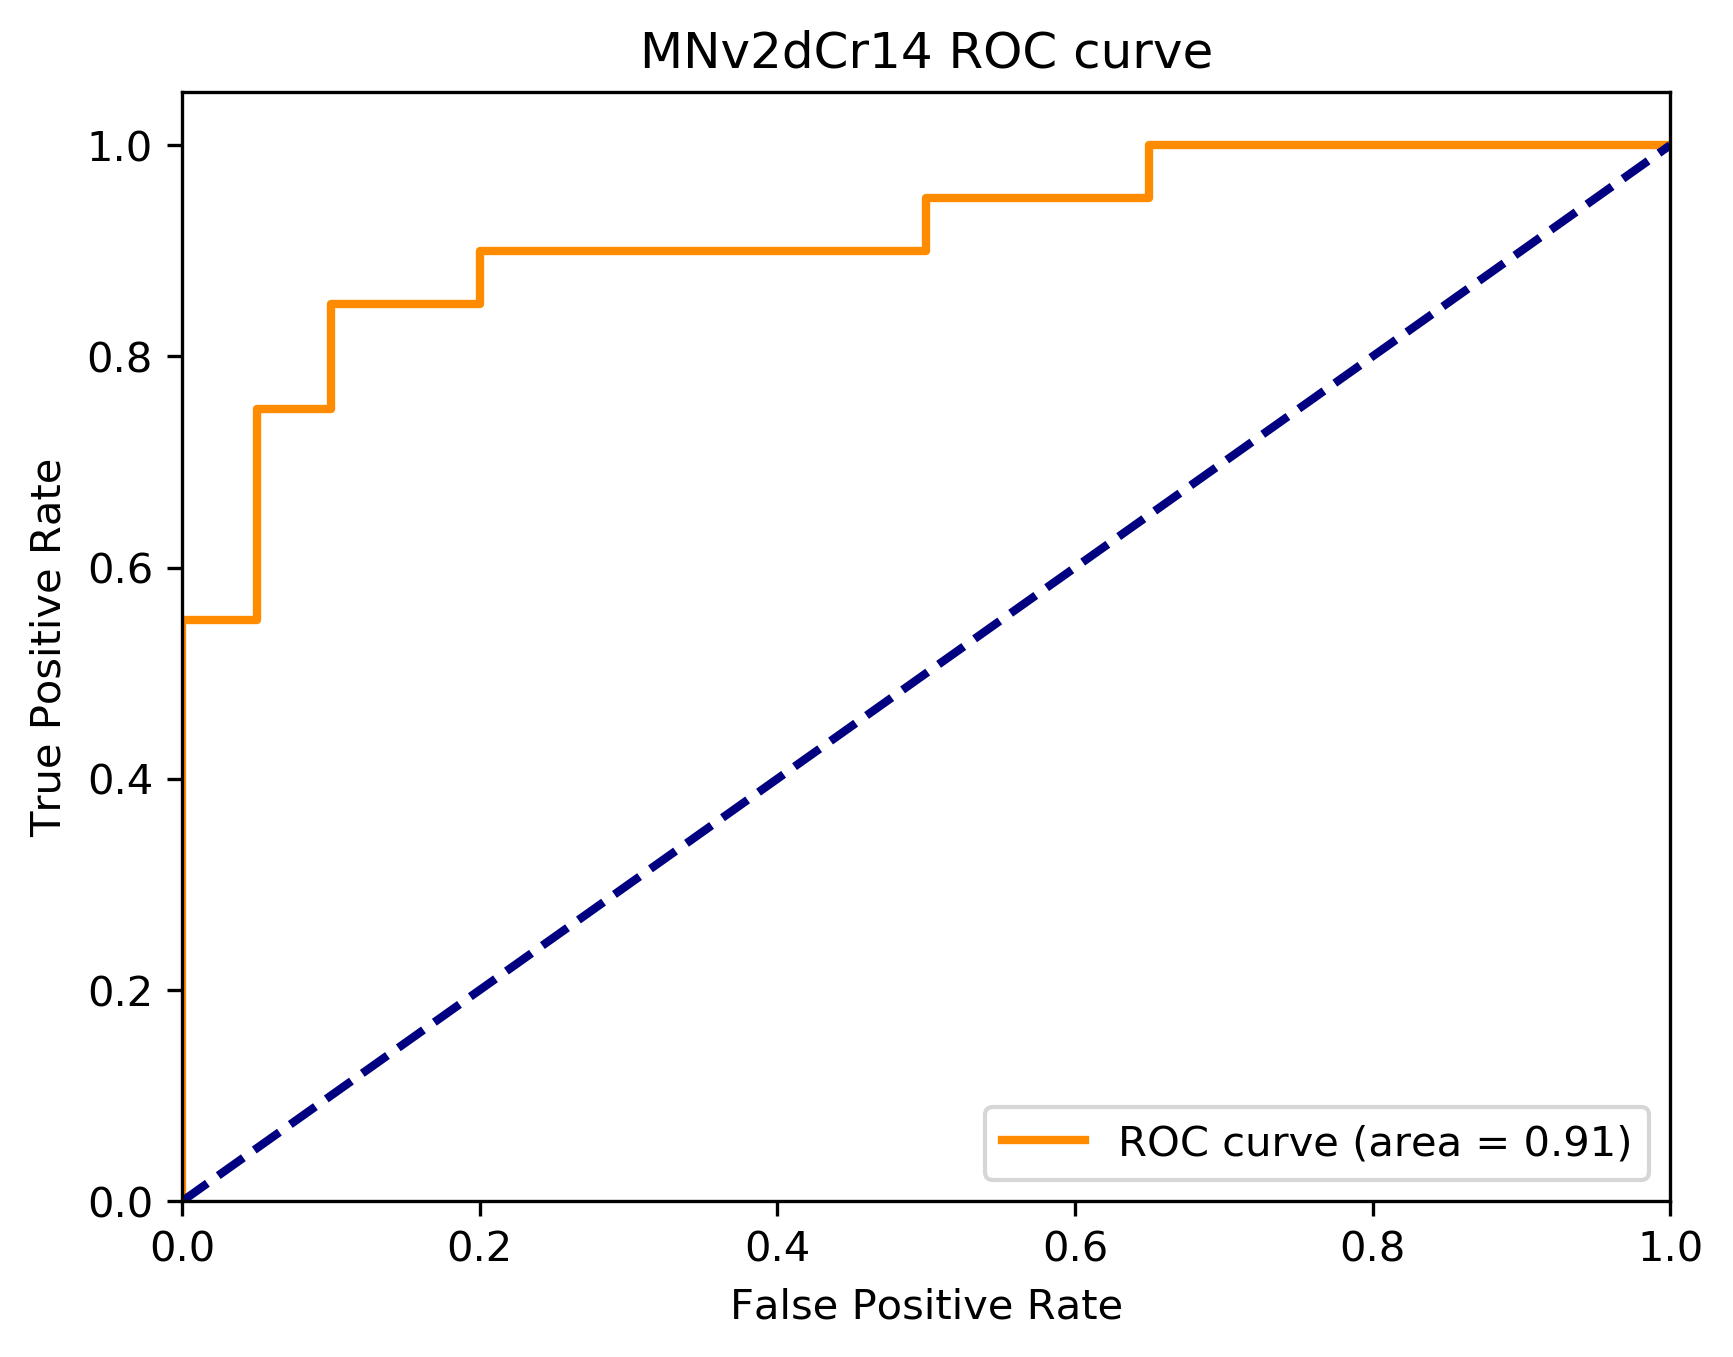 MNv2dCr14 ROC curve
1.0
0.8
0.6
0.4
0.2
0.0
True Positive Rate
ROC curve (area = 0.91)
0.0 0.2 0.4 0.6 0.8 1.0
False Positive Rate